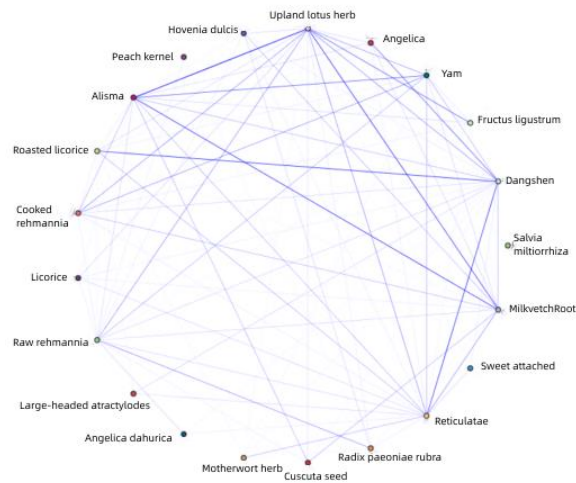 Upland lotus herb
Hovenia dulcis
Angelica
Peach kernel
Yam
Alisma
Fructus ligustrum
Roasted licorice
Dangshen
Cooked
rehmannia
Salvia
miltiorrhiza
Licorice
MilkvetchRoot
Raw rehmannia
Sweet attached
Large-headed atractylodes
Reticulatae
Angelica dahurica
Radix paeoniae rubra
Motherwort herb
Cuscuta seed